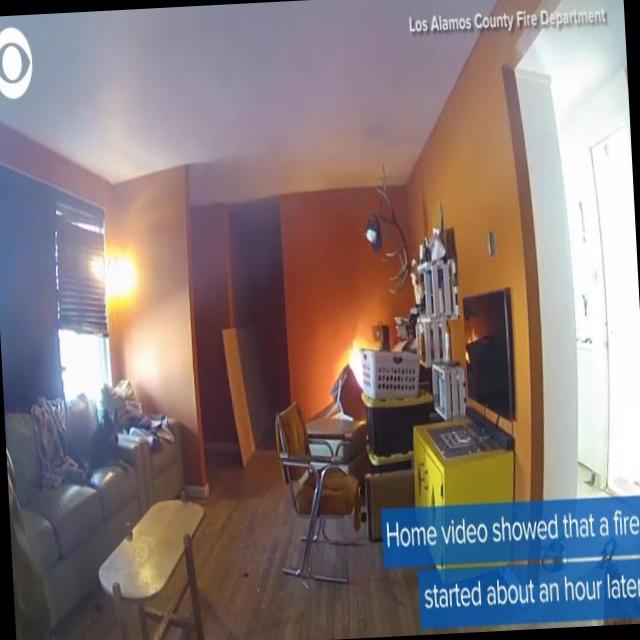 Los Alamos County Fire Department
Home video showed that a fire
started about an hour later